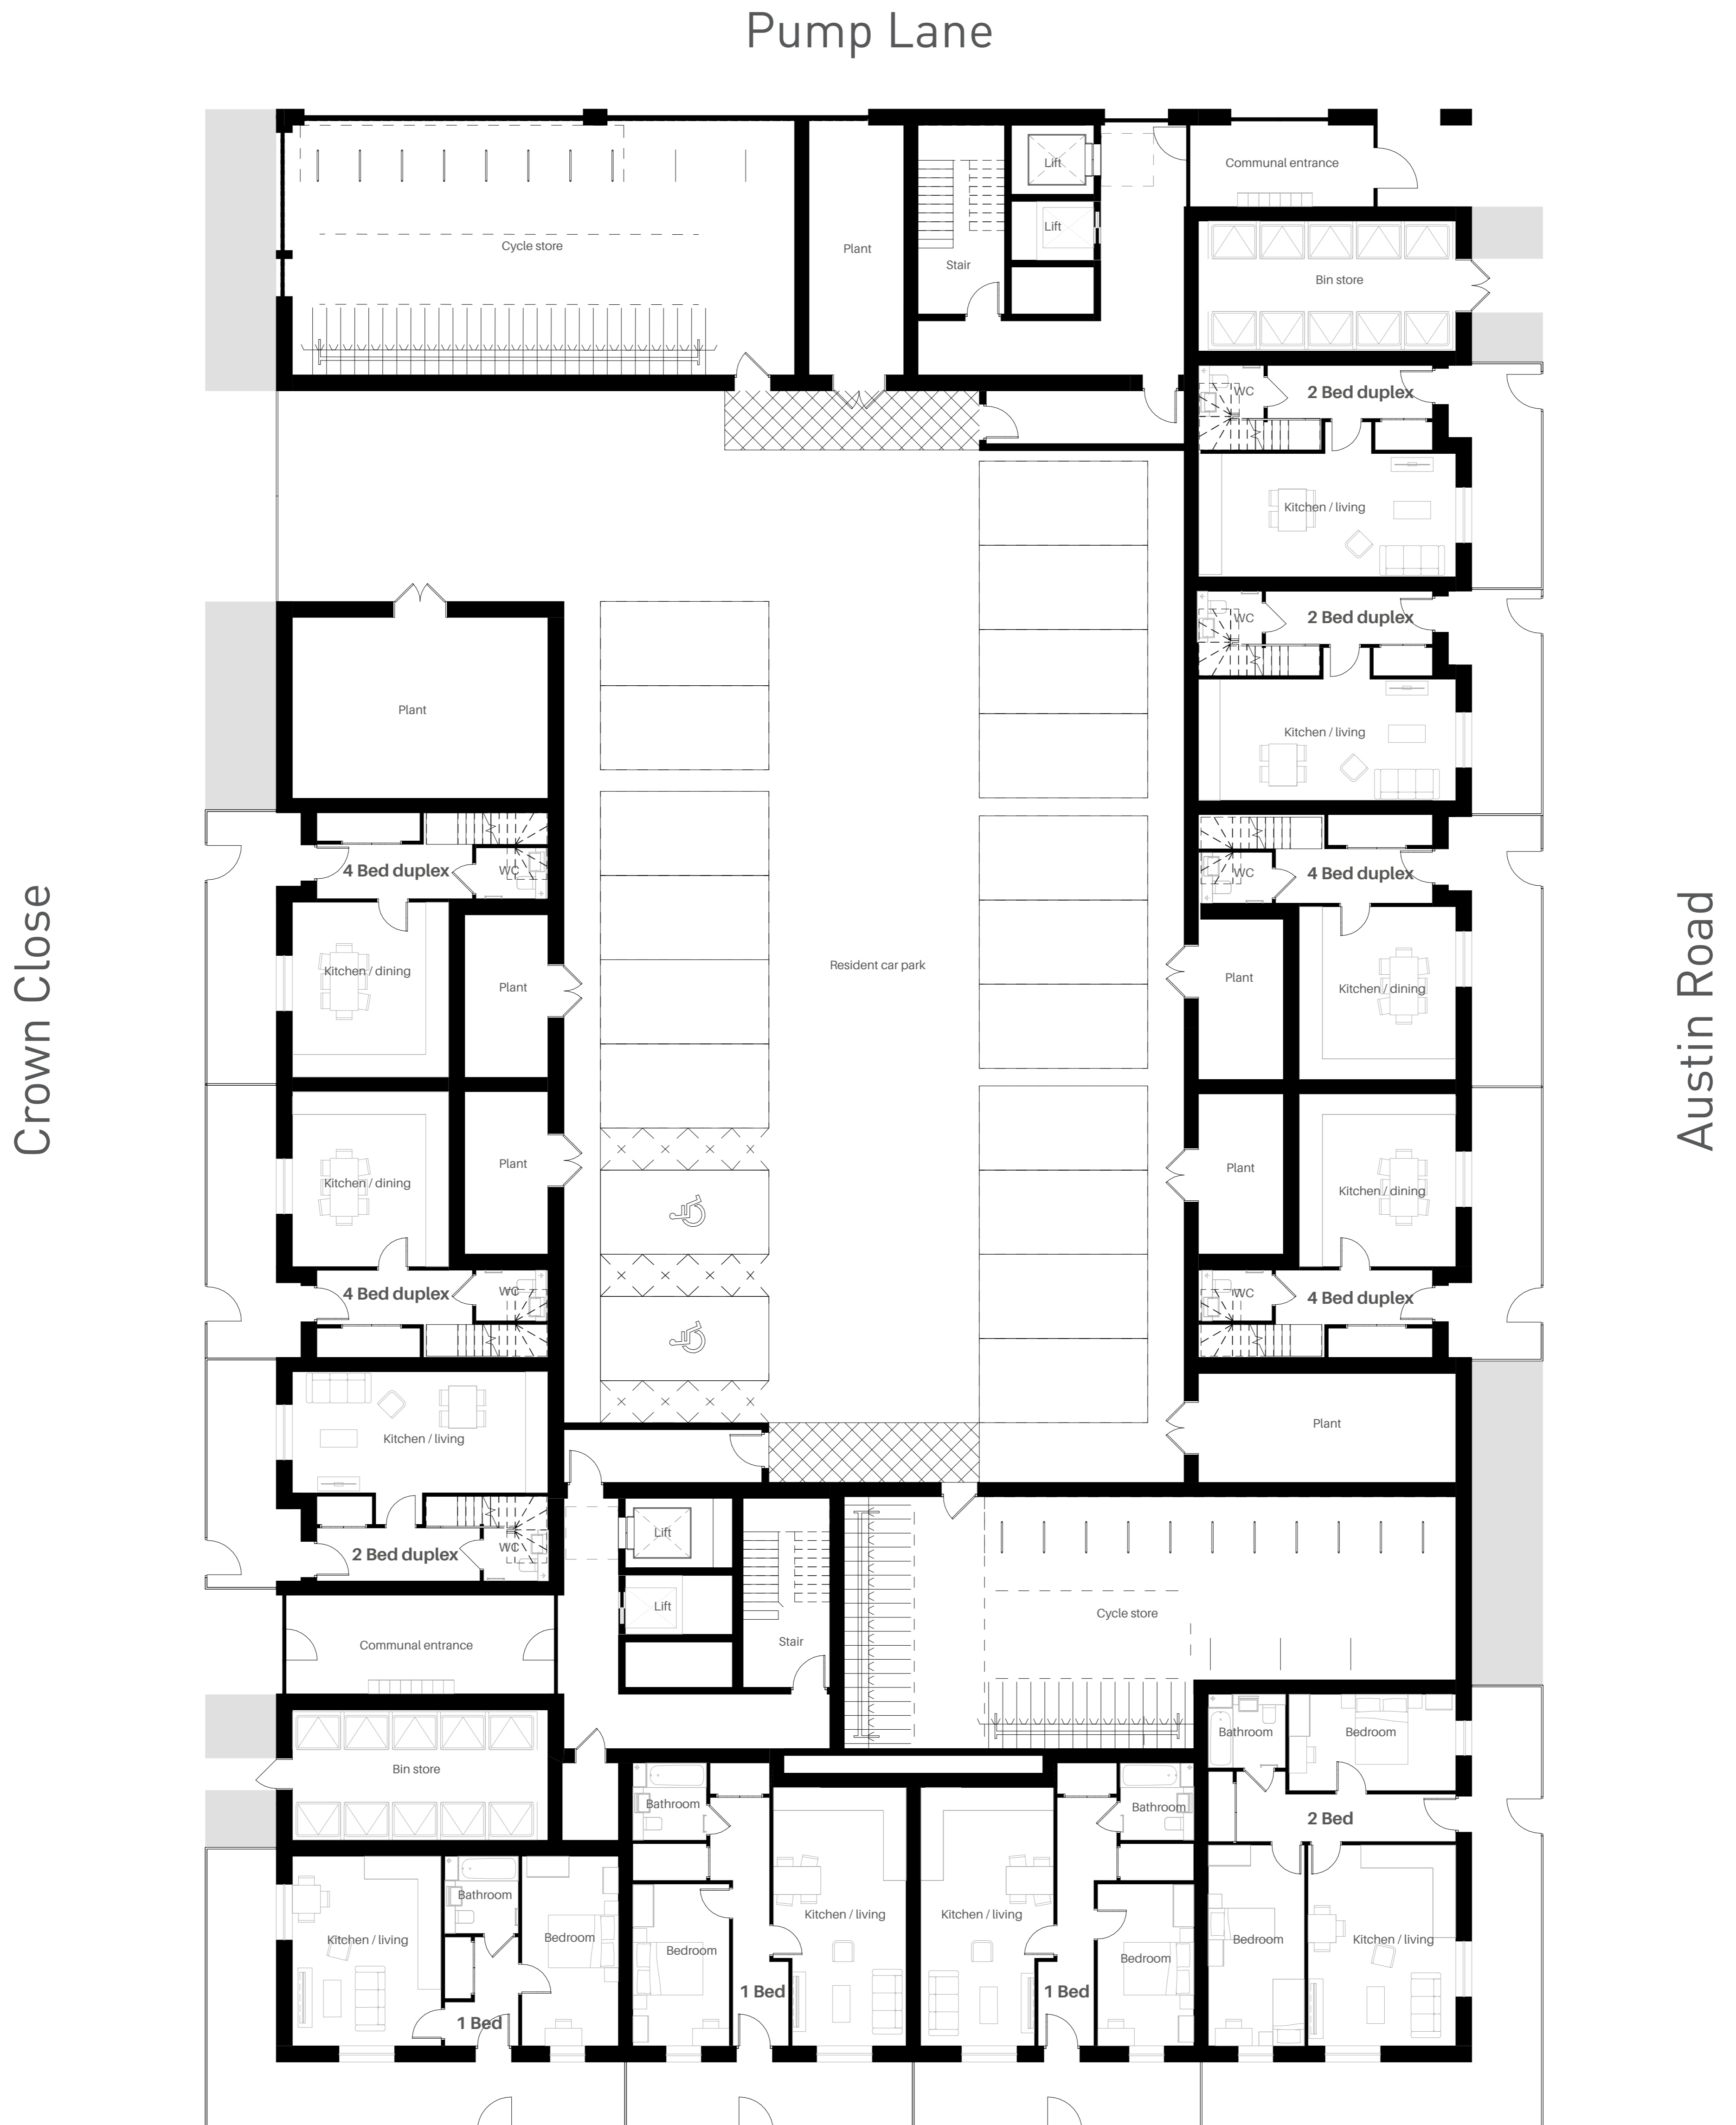 Pump Lane
Lift
Communal entrance
Cycle store
Plant
Lift
Stair
Bin store
WC
2 Bed duplex
Kitchen / living
WC
2 Bed duplex
Plant
Kitchen / living
4 Bed duplex
WC
WC
4 Bed duplex
Crown Close
Austin Road
Kitchen / dining
Resident car park
Plant
Plant
Kitchen / dining
Kitchen / dining
Plant
Plant
Kitchen / dining
4 Bed duplex
WC
WC
4 Bed duplex
Kitchen / living
Plant
Lift
2 Bed duplex
WC
Lift
Cycle store
Communal entrance
Stair
Bathroom
Bedroom
Bin store
Bathroom
Bathroom
2 Bed
Bathroom
Kitchen / living
Bedroom
Bedroom
Kitchen / living
Kitchen / living
Bedroom
Bedroom
Kitchen / living
1 Bed
1 Bed
1 Bed